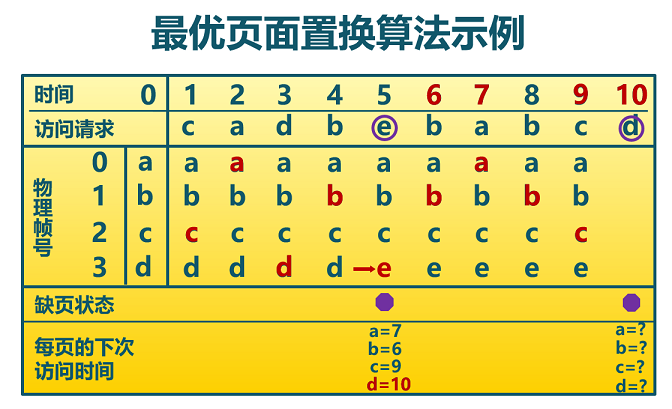 最优页面置换算法示例
时间 0 1 2 3 4 5 6 7 8 9 10
访问请求 c a d b e b a b c d
物理帧号
0 a a a a a a a a a a
1 b b b b b b b b b b
2 c c c c c c c c c c
3 d d d d d →e e e e e
缺页状态
每页的下次
访问时间
a=7
b=6
c=9
d=10
a=?
b=?
c=?
d=?